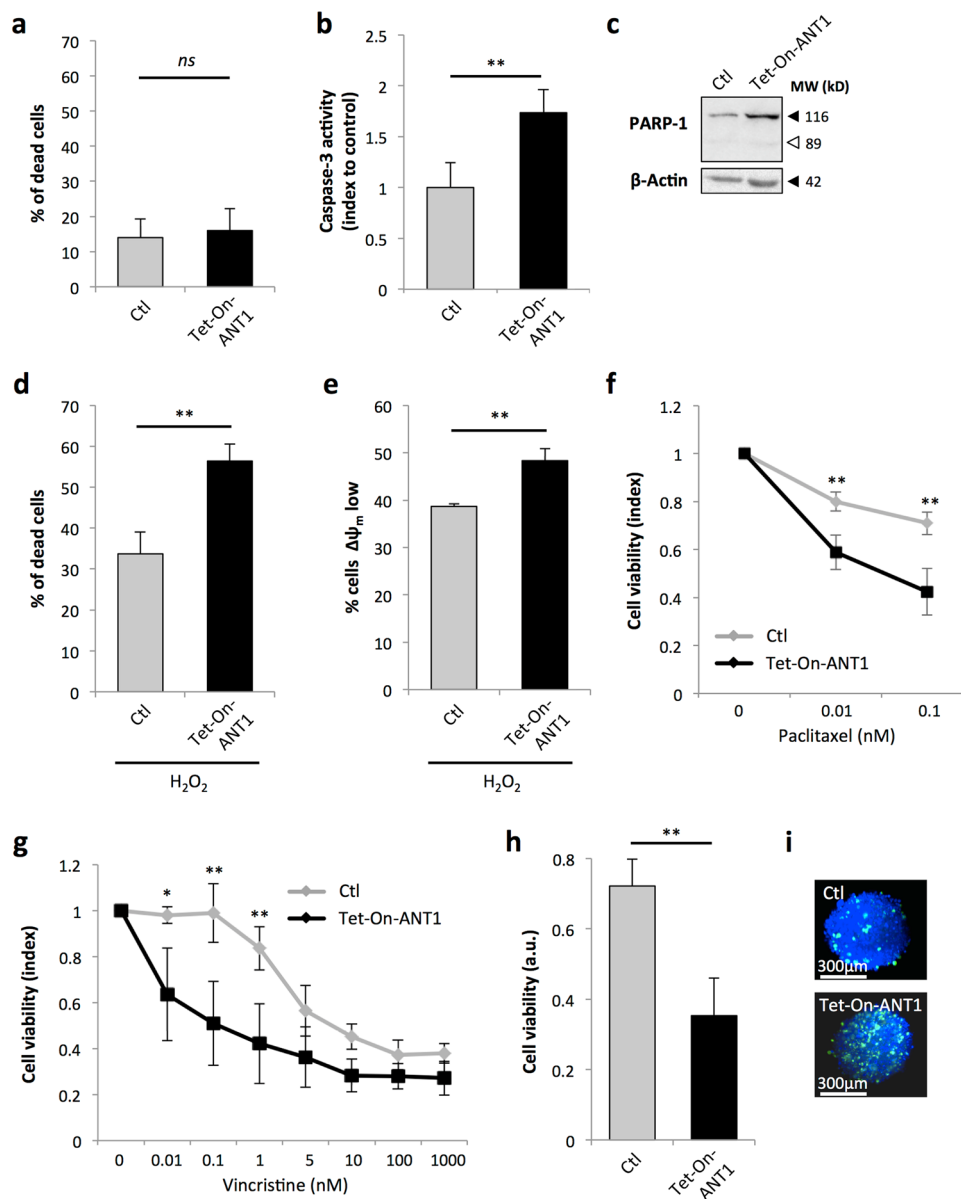 a
70
60
50
40
30
20
10
0
% of dead cells
ns
Ctl
Tet-On-
ANT1
b
2.5
2
1.5
1
0.5
0
Caspase-3 activity
(index to control)
**
Ctl
Tet-On-
ANT1
c
Ctl
Tet-On-ANT1
MW (kD)
PARP-1
116
89
β-Actin
42
d
70
60
50
40
30
20
10
0
% of dead cells
**
Ctl
Tet-On-
ANT1
H₂O₂
e
60
50
40
30
20
10
0
% cells ΔΨₘ low
**
Ctl
Tet-On-
ANT1
H₂O₂
f
1
0.8
0.6
0.4
0.2
0
Cell viability (index)
**
**
Ctl
Tet-On-ANT1
0 0.01 0.1
Paclitaxel (nM)
g
1.2
1
0.8
0.6
0.4
0.2
0
Cell viability (index)
*
**
**
Ctl
Tet-On-ANT1
0 0.01 0.1 1 5 10 100 1000
Vincristine (nM)
h
0.8
0.6
0.4
0.2
0
Cell viability (a.u.)
**
Ctl
Tet-On-
ANT1
i
Ctl
300µm
Tet-On-ANT1
300µm